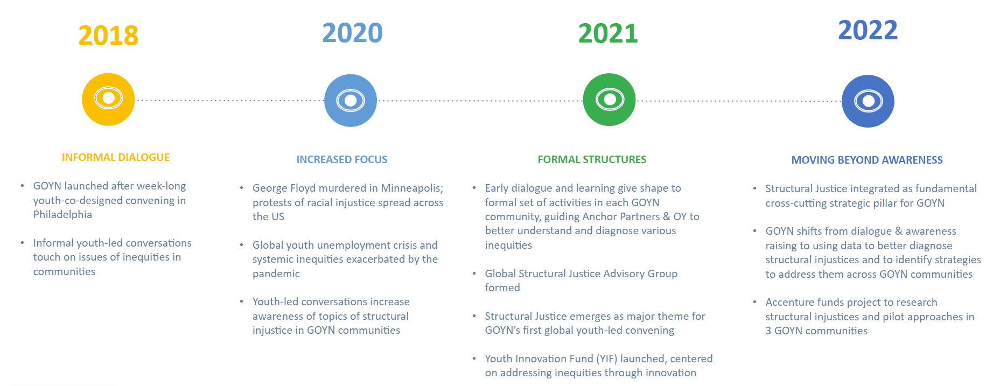 2018
2020
2021
2022
INFORMAL DIALOGUE
• GOYN launched after week-long
youth-co-designed convening in
Philadelphia
• Informal youth-led conversations
touch on issues of inequities in
communities
INCREASED FOCUS
• George Floyd murdered in Minneapolis;
protests of racial injustice spread across
the US
• Global youth unemployment crisis and
systemic inequities exacerbated by the
pandemic
• Youth-led conversations increase
awareness of topics of structural
injustice in GOYN communities
FORMAL STRUCTURES
• Early dialogue and learning give shape to
formal set of activities in each GOYN
community, guiding Anchor Partners & OY to
better understand and diagnose various
inequities
• Global Structural Justice Advisory Group
formed
• Structural Justice emerges as major theme for
GOYN’s first global youth-led convening
• Youth Innovation Fund (YIF) launched, centered
on addressing inequities through innovation
MOVING BEYOND AWARENESS
• Structural Justice integrated as fundamental
cross-cutting strategic pillar for GOYN
• GOYN shifts from dialogue & awareness
raising to using data to better diagnose
structural injustices and to identify strategies
to address them across GOYN communities
• Accenture funds project to research
structural injustices and pilot approaches in
3 GOYN communities